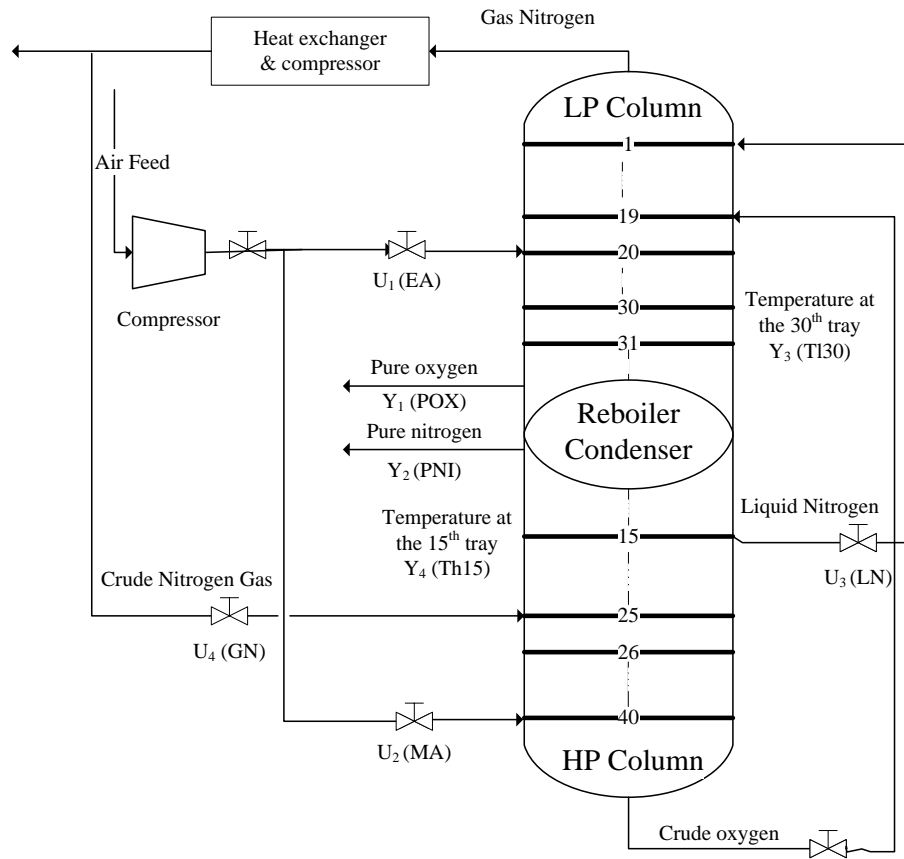 Gas Nitrogen
Heat exchanger
& compressor
LP Column
1
Air Feed
19
20
U₁ (EA)
30
Temperature at
the 30th tray
Y₃ (Tl30)
Compressor
31
Pure oxygen
Y₁ (POX)
Reboiler
Condenser
Pure nitrogen
Y₂ (PNI)
Liquid Nitrogen
Temperature at
the 15th tray
Y₄ (Th15)
15
U₃ (LN)
Crude Nitrogen Gas
25
U₄ (GN)
26
40
U₂ (MA)
HP Column
Crude oxygen